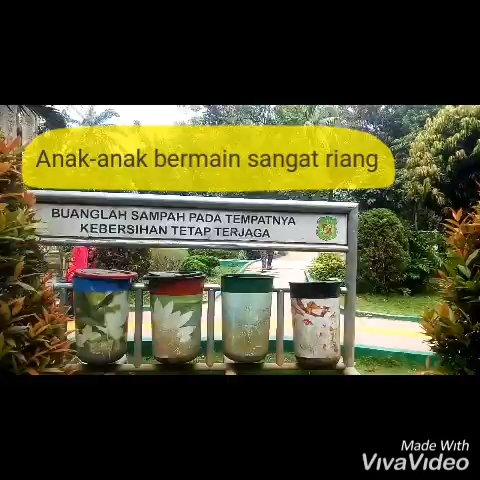 Anak-anak bermain sangat riang
BUANGLAH SAMPAH PADA TEMPATNYA
KEBERSIHAN TETAP TERJAGA
Made With
VivaVideo